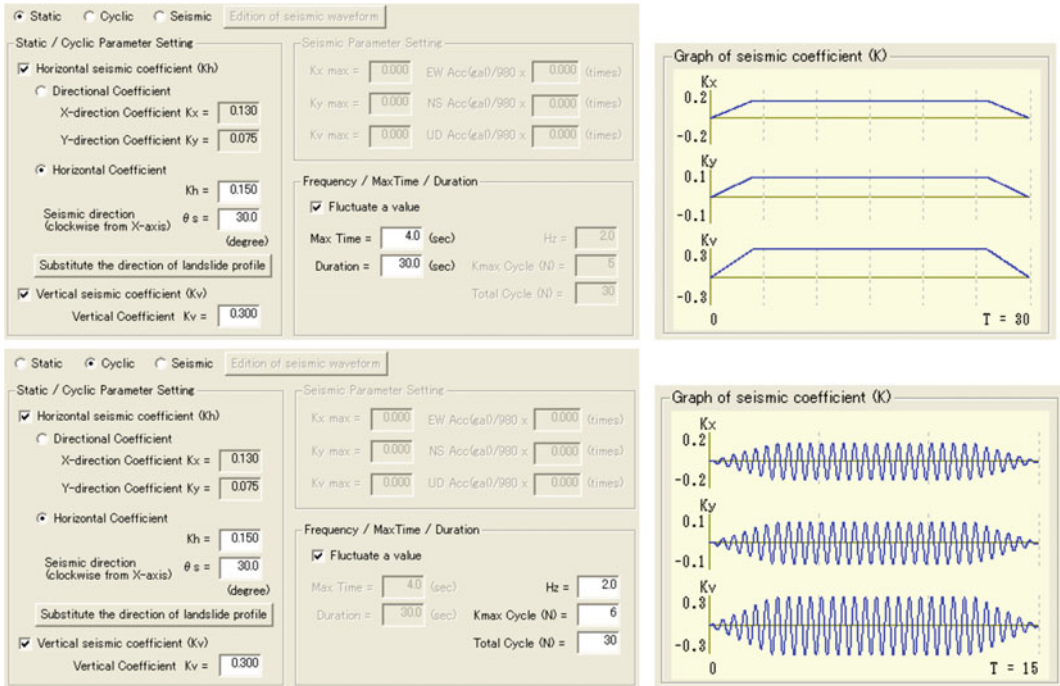 Static Cyclic Seismic Edition of seismic waveform
Static / Cyclic Parameter Setting
Horizontal seismic coefficient (Kh)
Directional Coefficient
X-direction Coefficient Kx = 0.130
Y-direction Coefficient Ky = 0.075
Horizontal Coefficient
Kh = 0.150
Seismic direction
(clockwise from X-axis) θ s = 30.0
(degree)
Substitute the direction of landslide profile
Vertical seismic coefficient (Kv)
Vertical Coefficient Kv = 0.300
Seismic Parameter Setting
Kx max = 0.000 EW Acc(gal)/980 x 0.000 (times)
Ky max = 0.000 NS Acc(gal)/980 x 0.000 (times)
Kv max = 0.000 UD Acc(gal)/980 x 0.000 (times)
Frequency / MaxTime / Duration
Fluctuate a value
Max Time = 4.0 (sec) Hz = 2.0
Duration = 30.0 (sec) Kmax Cycle (N) = 5
Total Cycle (N) = 30
Graph of seismic coefficient (K)
Kx
0.2
-0.2
Ky
0.1
-0.1
Kv
0.3
-0.3
0 T = 30
Static Cyclic Seismic Edition of seismic waveform
Static / Cyclic Parameter Setting
Horizontal seismic coefficient (Kh)
Directional Coefficient
X-direction Coefficient Kx = 0.130
Y-direction Coefficient Ky = 0.075
Horizontal Coefficient
Kh = 0.150
Seismic direction
(clockwise from X-axis) θ s = 30.0
(degree)
Substitute the direction of landslide profile
Vertical seismic coefficient (Kv)
Vertical Coefficient Kv = 0.300
Seismic Parameter Setting
Kx max = 0.000 EW Acc(gal)/980 x 0.000 (times)
Ky max = 0.000 NS Acc(gal)/980 x 0.000 (times)
Kv max = 0.000 UD Acc(gal)/980 x 0.000 (times)
Frequency / MaxTime / Duration
Fluctuate a value
Max Time = 4.0 (sec) Hz = 2.0
Duration = 30.0 (sec) Kmax Cycle (N) = 6
Total Cycle (N) = 30
Graph of seismic coefficient (K)
Kx
0.2
-0.2
Ky
0.1
-0.1
Kv
0.3
-0.3
0 T = 15